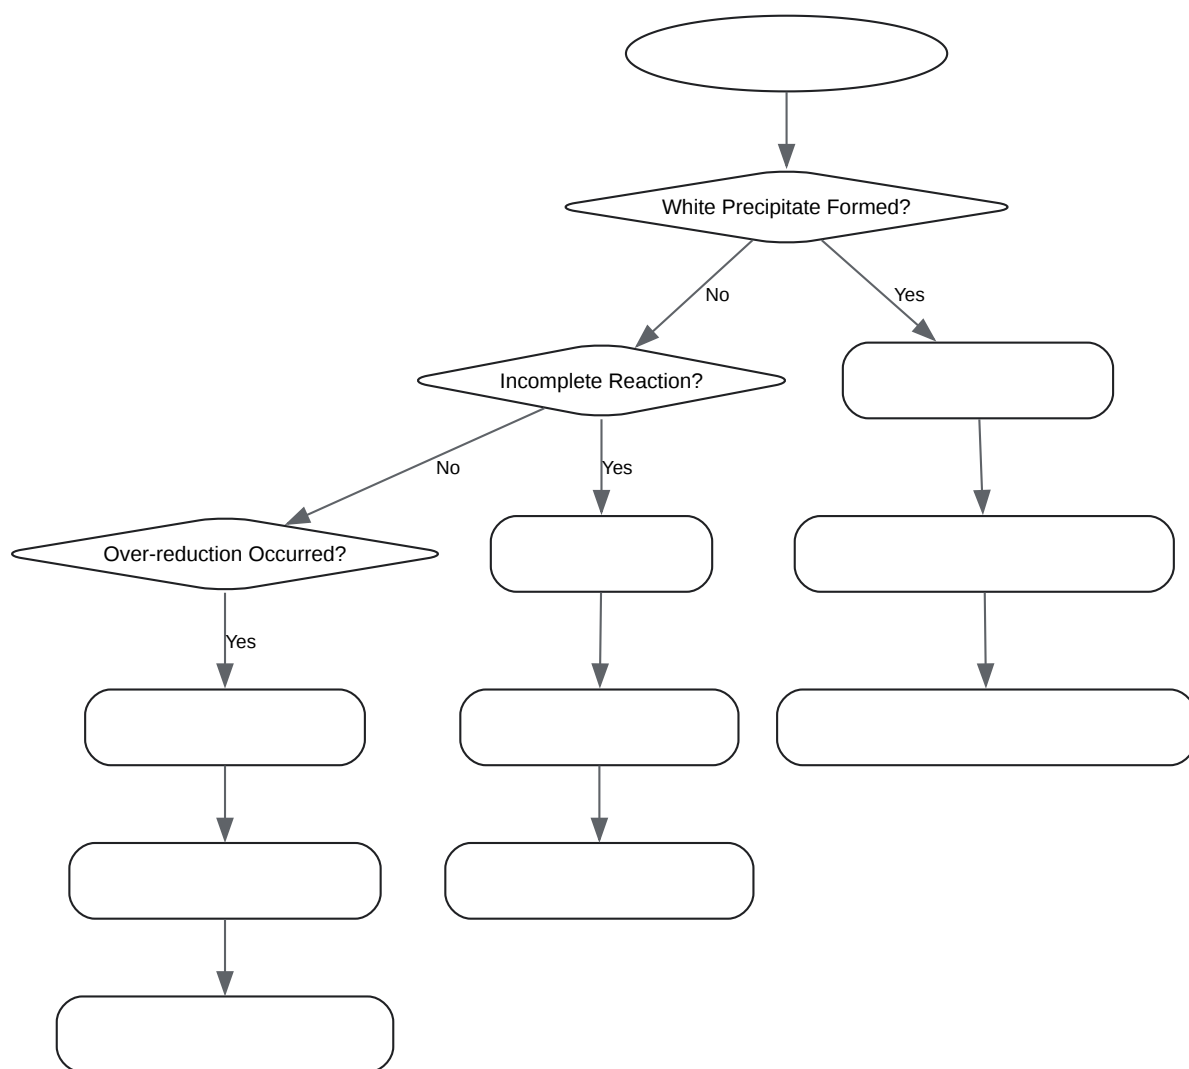 White Precipitate Formed?
No
Yes
Incomplete Reaction?
No
Yes
Over-reduction Occurred?
Yes